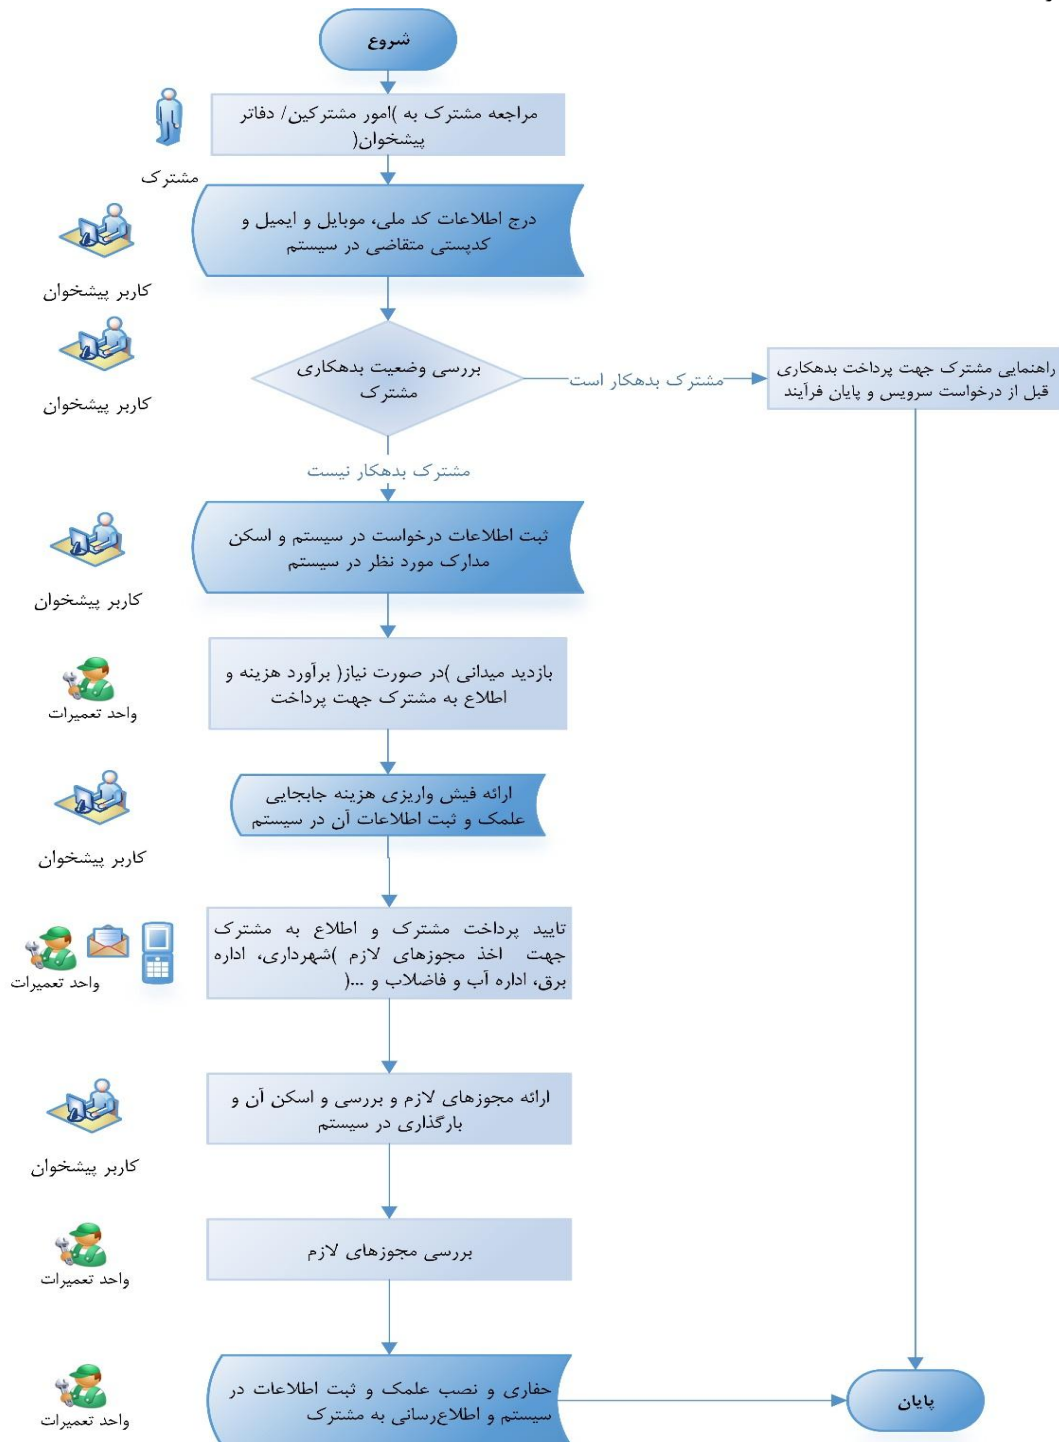 شروع
مراجعه مشترک به )امور مشترکین/ دفاتر
پیشخوان(
مشترک
درج اطلاعات کد ملی، موبایل و ایمیل و
کدپستی متقاضی در سیستم
کاربر پیشخوان
بررسی وضعیت بدهکاری
مشترک
کاربر پیشخوان
مشترک بدهکار است
راهنمایی مشترک جهت پرداخت بدهکاری
قبل از درخواست سرویس و پایان فرآیند
مشترک بدهکار نیست
ثبت اطلاعات درخواست در سیستم و اسکن
مدارک مورد نظر در سیستم
کاربر پیشخوان
بازدید میدانی )در صورت نیاز( برآورد هزینه و
اطلاع به مشترک جهت پرداخت
واحد تعمیرات
ارائه فیش واریزی هزینه جابجایی
علمک و ثبت اطلاعات آن در سیستم
کاربر پیشخوان
تایید پرداخت مشترک و اطلاع به مشترک
جهت اخذ مجوزهای لازم )شهرداری، اداره
برق، اداره آب و فاضلاب و ...(
واحد تعمیرات
ارائه مجوزهای لازم و بررسی و اسکن آن و
بارگذاری در سیستم
کاربر پیشخوان
بررسی مجوزهای لازم
واحد تعمیرات
حفاری و نصب علمک و ثبت اطلاعات در
سیستم و اطلاع‌رسانی به مشترک
واحد تعمیرات
پایان